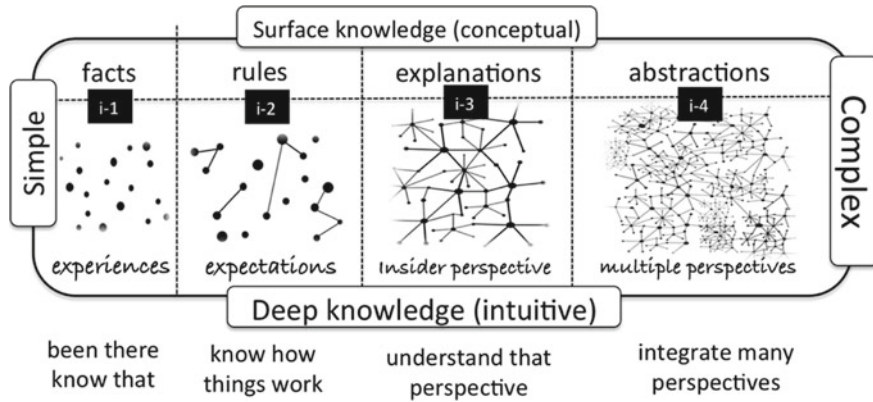 Surface knowledge (conceptual)
facts
rules
explanations
abstractions
i-1
i-2
i-3
i-4
Simple
Complex
experiences
expectations
Insider perspective
multiple perspectives
Deep knowledge (intuitive)
been there
know that
know how
things work
understand that
perspective
integrate many
perspectives